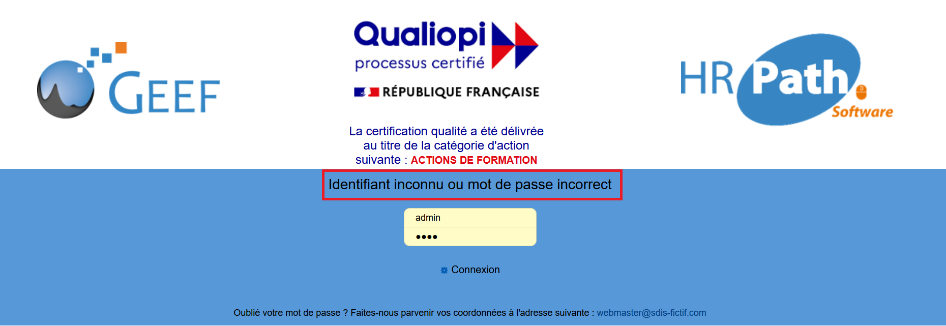 GEEF
Qualiopi
processus certifié
RÉPUBLIQUE FRANÇAISE
HR Path
Software
La certification qualité a été délivrée
au titre de la catégorie d'action
suivante : ACTIONS DE FORMATION
Identifiant inconnu ou mot de passe incorrect
admin
••••
Connexion
Oublié votre mot de passe ? Faites-nous parvenir vos coordonnées à l'adresse suivante : webmaster@sdis-fictif.com